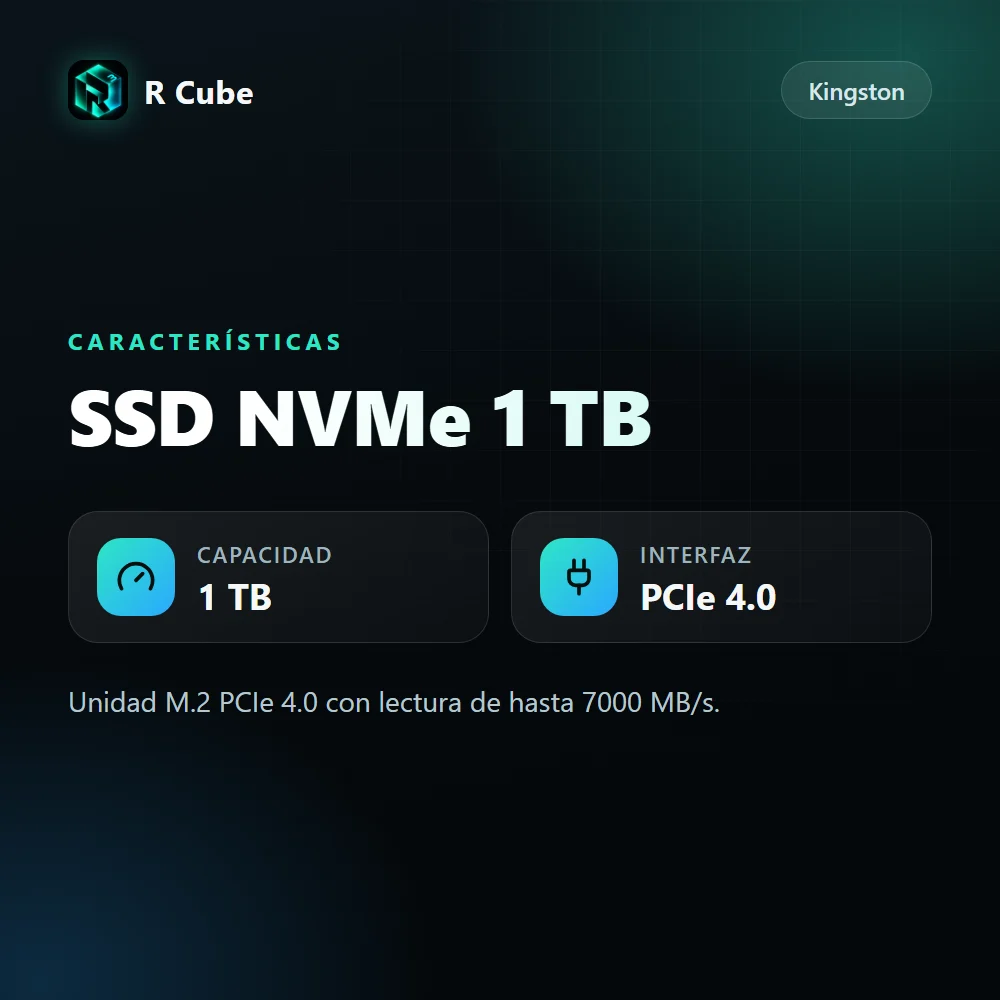 R Cube
Kingston
CARACTERÍSTICAS
SSD NVMe 1 TB
CAPACIDAD
1 TB
INTERFAZ
PCIe 4.0
Unidad M.2 PCIe 4.0 con lectura de hasta 7000 MB/s.